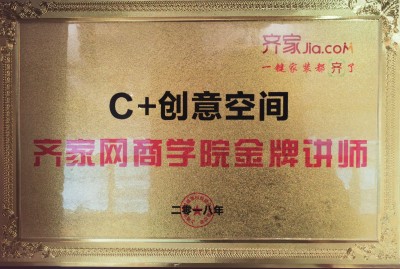 齐家Jia.com
一键家装都齐了
C+创意空间
齐家网商学院金牌讲师
二零一八年